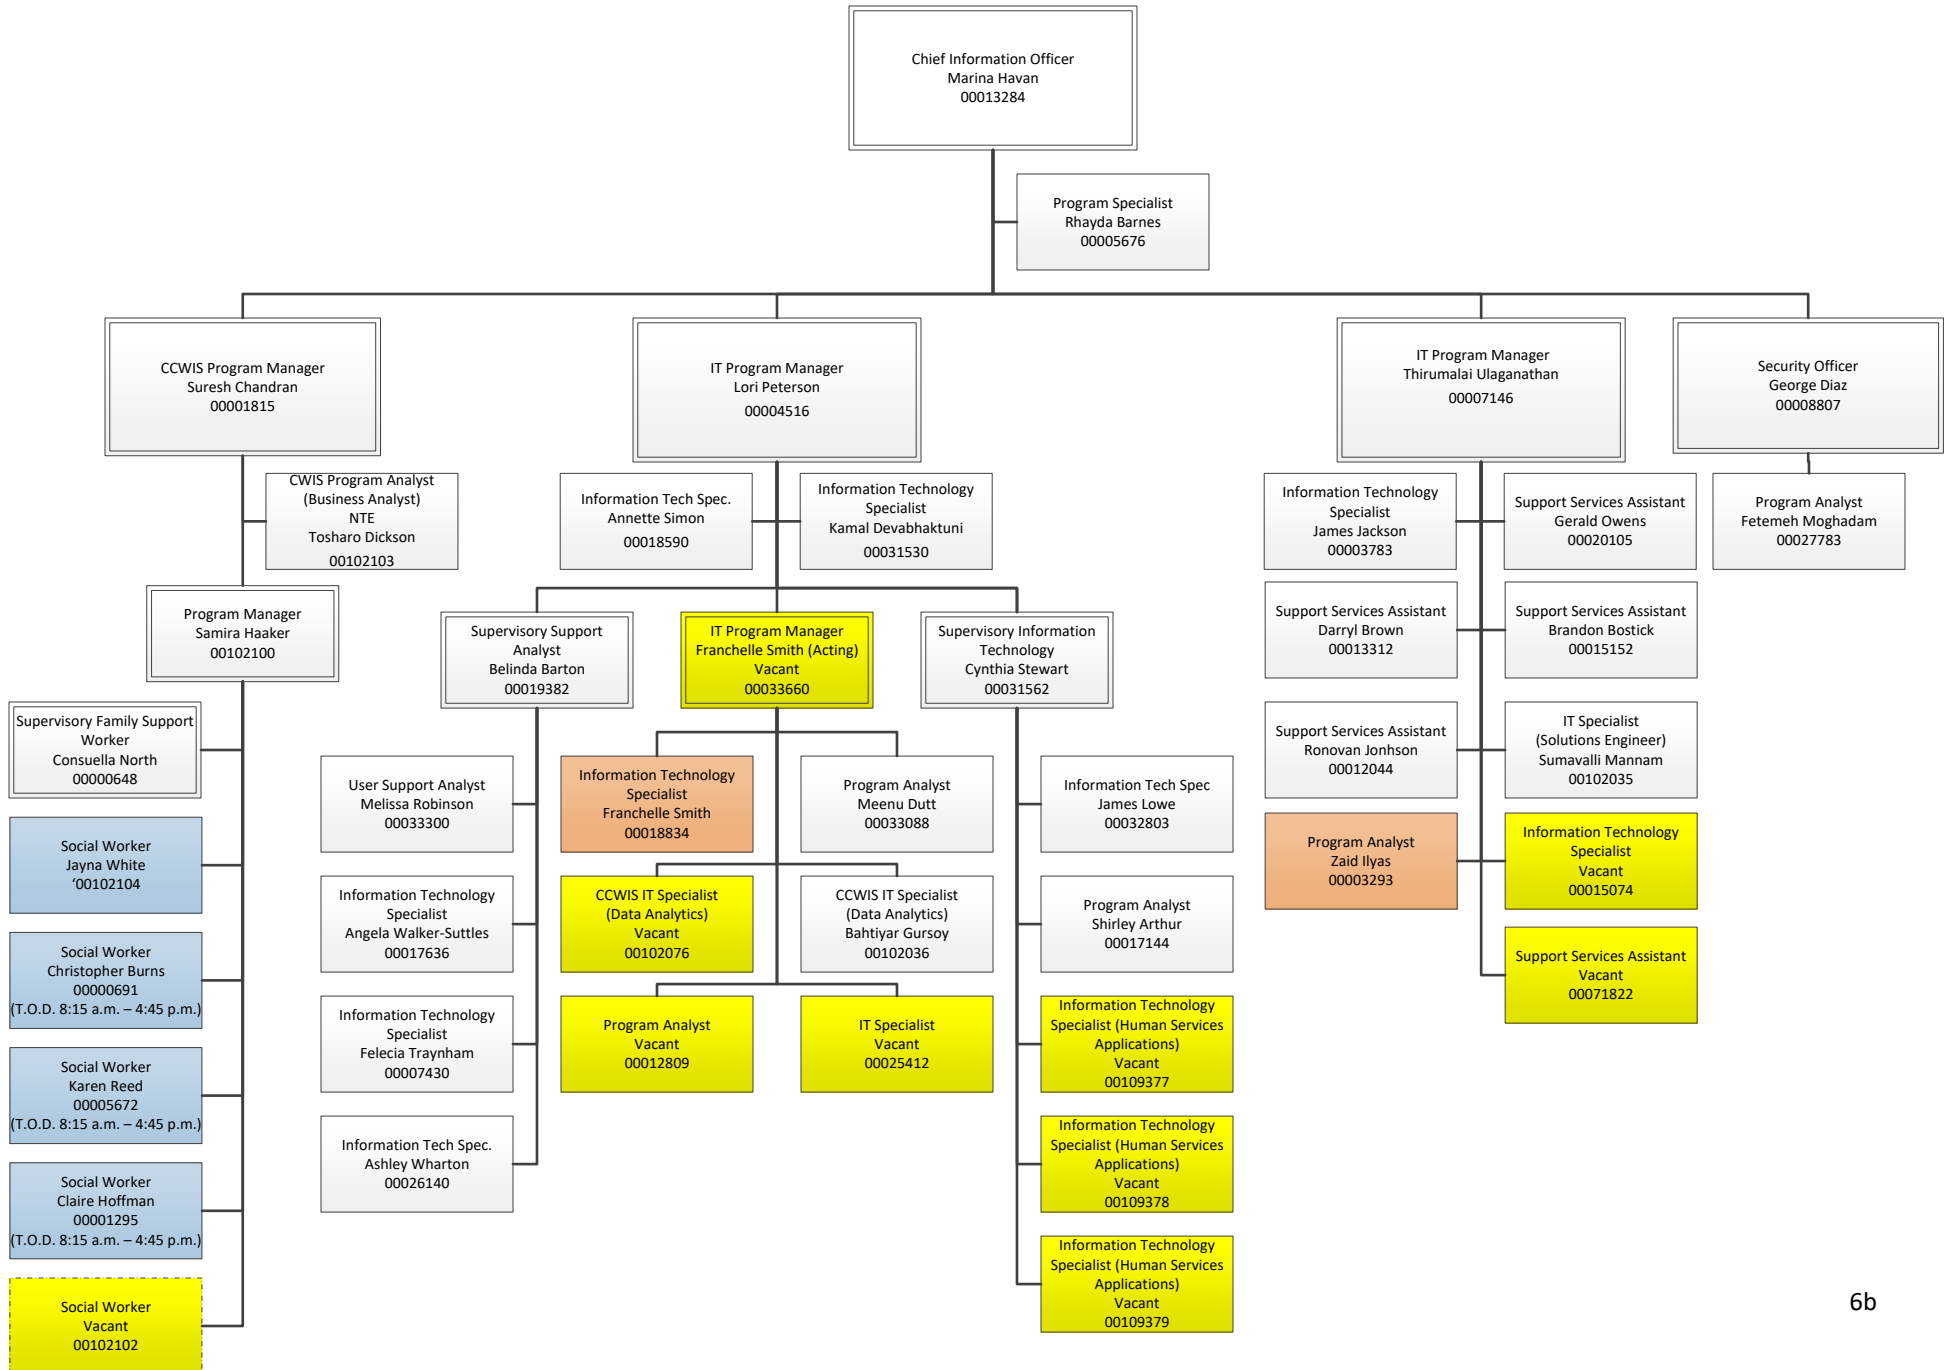 Chief Information Officer
Marina Havan
00013284
Program Specialist
Rhayda Barnes
00005676
CCWIS Program Manager
Suresh Chandran
00001815
IT Program Manager
Lori Peterson
00004516
IT Program Manager
Thirumalai Ulaganathan
00007146
Security Officer
George Diaz
00008807
CWIS Program Analyst
(Business Analyst)
NTE
Tosharo Dickson
00102103
Information Tech Spec.
Annette Simon
00018590
Information Technology
Specialist
Kamal Devabhaktuni
00031530
Information Technology
Specialist
James Jackson
00003783
Support Services Assistant
Gerald Owens
00020105
Program Analyst
Fetemeh Moghadam
00027783
Program Manager
Samira Haaker
00102100
Supervisory Support
Analyst
Belinda Barton
00019382
IT Program Manager
Franchelle Smith (Acting)
Vacant
00033660
Supervisory Information
Technology
Cynthia Stewart
00031562
Support Services Assistant
Darryl Brown
00013312
Support Services Assistant
Brandon Bostick
00015152
Supervisory Family Support
Worker
Consuella North
00000648
Support Services Assistant
Ronovan Jonhson
00012044
IT Specialist
(Solutions Engineer)
Sumavalli Mannam
00102035
User Support Analyst
Melissa Robinson
00033300
Information Technology
Specialist
Franchelle Smith
00018834
Program Analyst
Meenu Dutt
00033088
Information Tech Spec
James Lowe
00032803
Social Worker
Jayna White
‘00102104
Program Analyst
Zaid Ilyas
00003293
Information Technology
Specialist
Vacant
00015074
Information Technology
Specialist
Angela Walker-Suttles
00017636
CCWIS IT Specialist
(Data Analytics)
Vacant
00102076
CCWIS IT Specialist
(Data Analytics)
Bahtiyar Gursoy
00102036
Program Analyst
Shirley Arthur
00017144
Social Worker
Christopher Burns
00000691
(T.O.D. 8:15 a.m. – 4:45 p.m.)
Support Services Assistant
Vacant
00071822
Information Technology
Specialist
Felecia Traynham
00007430
Program Analyst
Vacant
00012809
IT Specialist
Vacant
00025412
Information Technology
Specialist (Human Services
Applications)
Vacant
00109377
Social Worker
Karen Reed
00005672
(T.O.D. 8:15 a.m. – 4:45 p.m.)
Information Tech Spec.
Ashley Wharton
00026140
Information Technology
Specialist (Human Services
Applications)
Vacant
00109378
Social Worker
Claire Hoffman
00001295
(T.O.D. 8:15 a.m. – 4:45 p.m.)
Information Technology
Specialist (Human Services
Applications)
Vacant
00109379
Social Worker
Vacant
00102102
6b